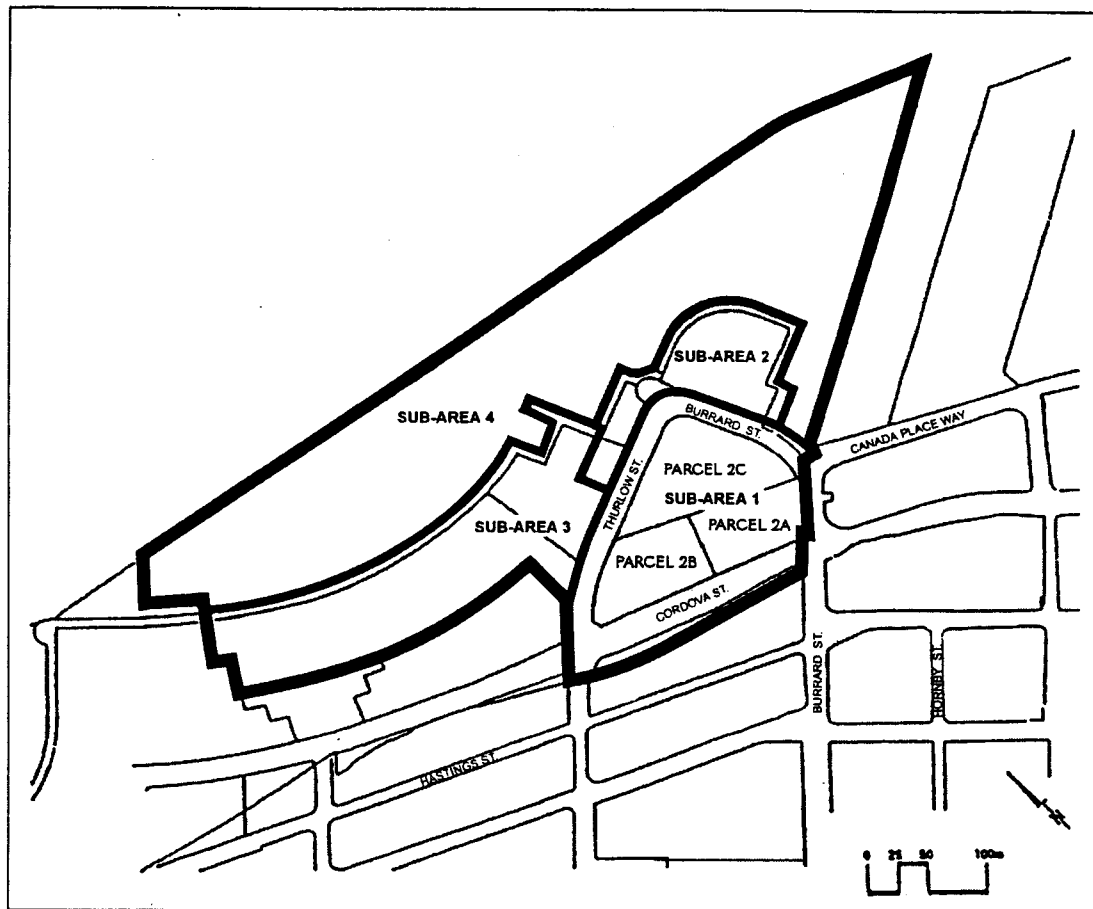 SUB-AREA 2
SUB-AREA 4
BURRARD ST.
CANADA PLACE WAY
THURLOW ST.
PARCEL 2C
SUB-AREA 1
SUB-AREA 3
PARCEL 2A
PARCEL 2B
CORDOVA ST.
BURRARD ST.
HORNBY ST.
HASTINGS ST.
N
0 25 50 100m